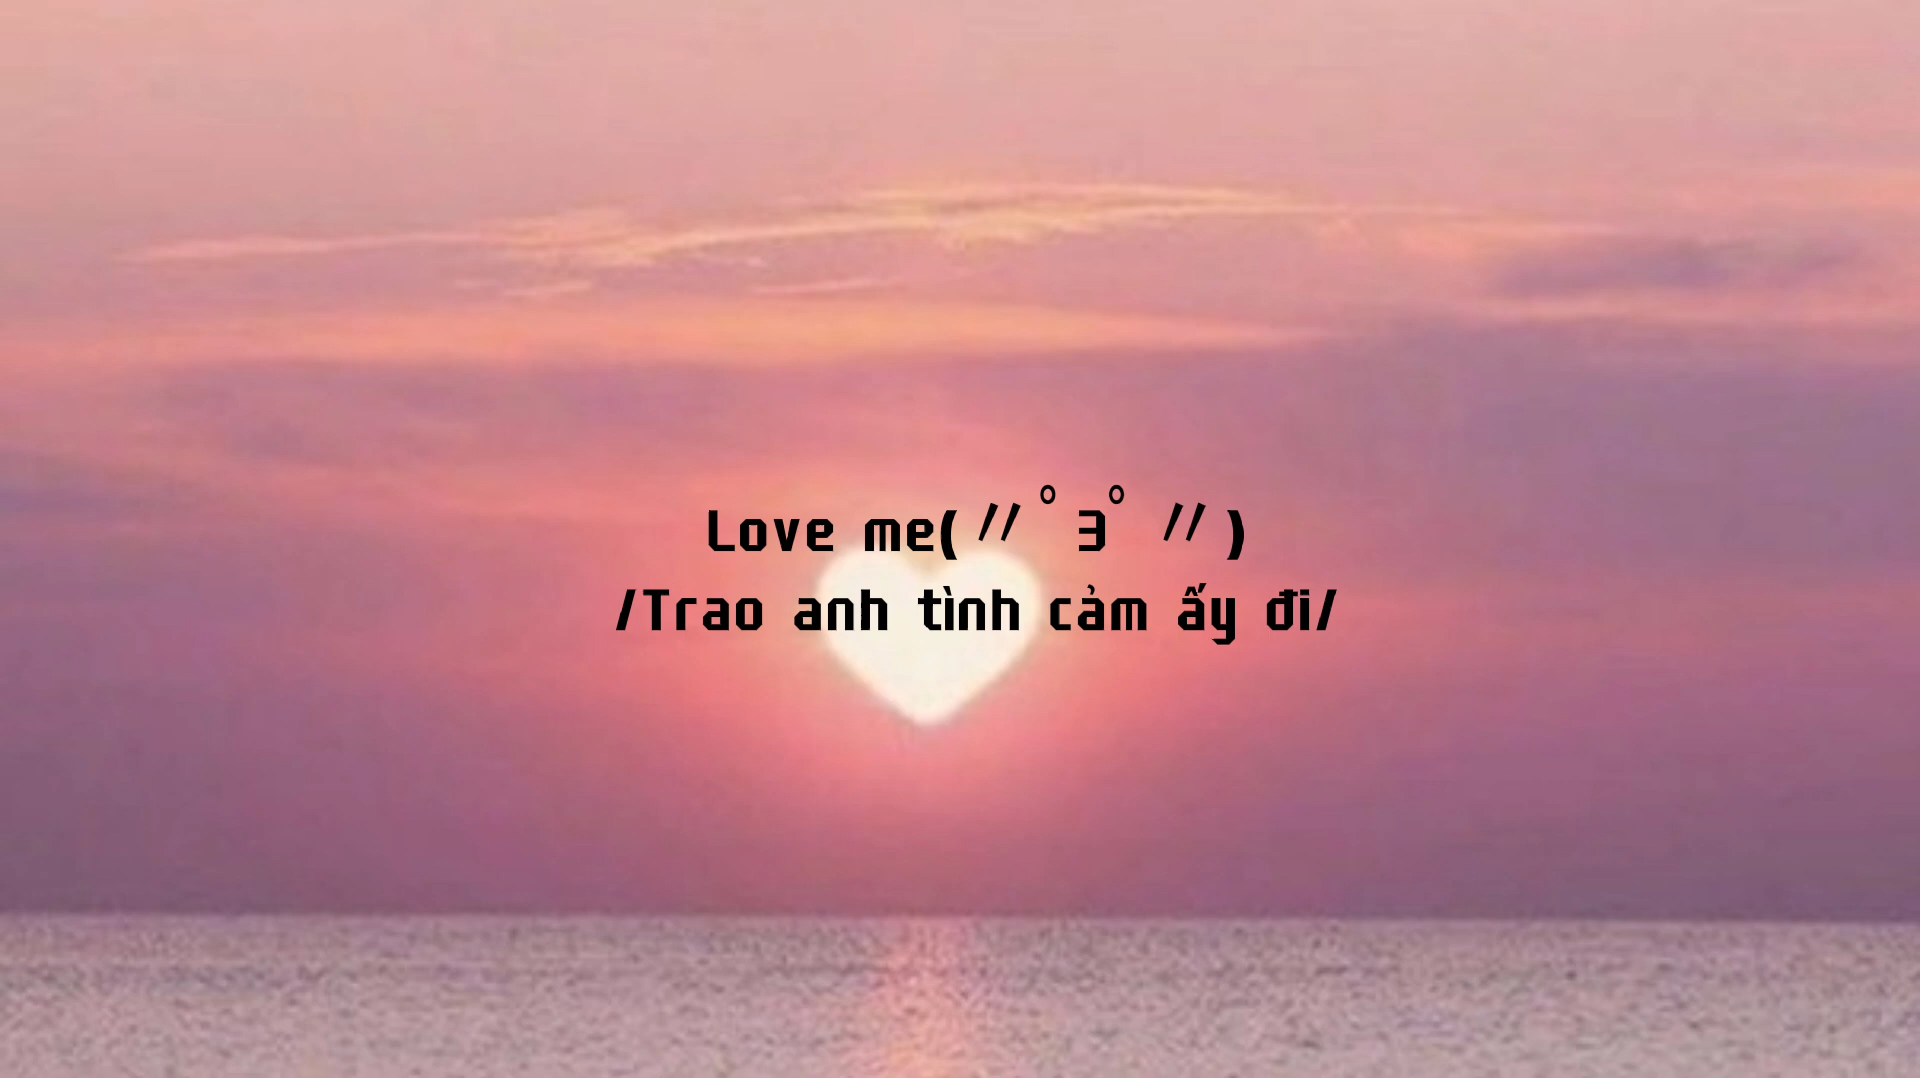 Love me(〃ﾟ3ﾟ〃)
/Trao anh tình cảm ấy đi/